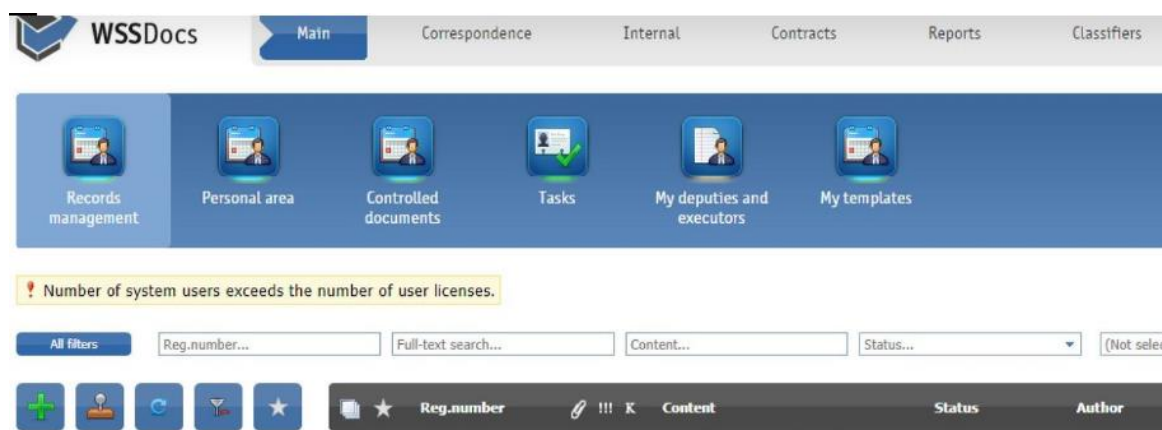 WSSDocs Main Correspondence Internal Contracts Reports Classifiers
Records management
Personal area
Controlled documents
Tasks
My deputies and executors
My templates
Number of system users exceeds the number of user licenses.
All filters Reg.number... Full-text search... Content... Status... (Not sele
Reg.number !!! K Content Status Author